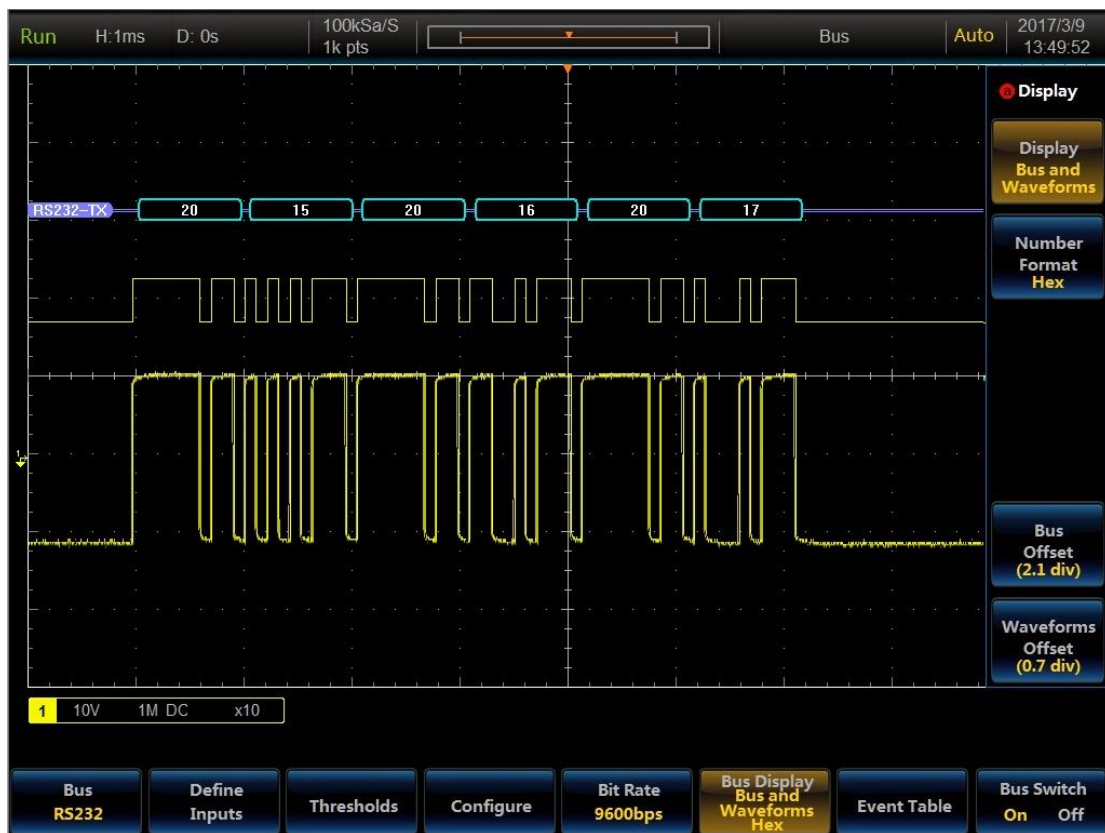 Run H:1ms D: 0s 100kSa/S Bus Auto 2017/3/9
1k pts 13:49:52
a Display
Display
Bus and
Waveforms
RS232-TX 20 15 20 16 20 17
Number
Format
Hex
1
Bus
Offset
(2.1 div)
Waveforms
Offset
(0.7 div)
1 10V 1M DC x10
Bus
RS232
Define
Inputs
Thresholds
Configure
Bit Rate
9600bps
Bus Display
Bus and
Waveforms
Hex
Event Table
Bus Switch
On Off